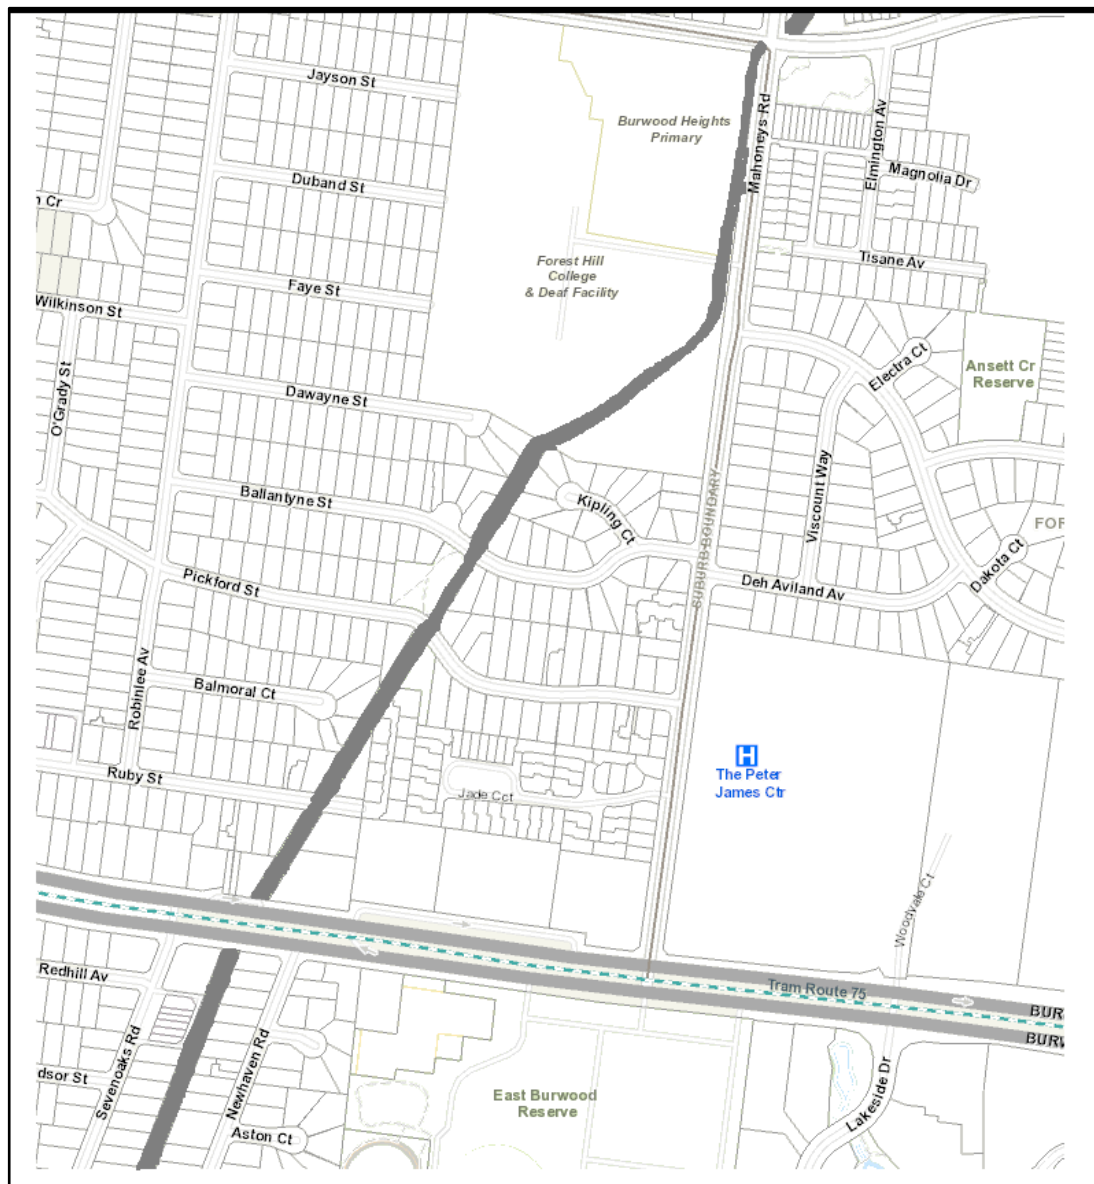 Jayson St
Burwood Heights
Primary
Mahoneys Rd
Elmington Av
Magnolia Dr
Duband St
n Cr
Forest Hill
College
& Deaf Facility
Tisane Av
Faye St
Wilkinson St
O'Grady St
Electra Ct
Ansett Cr
Reserve
Dawayne St
Ballantyne St
Kipling Ct
SUBURB BOUNDARY
Viscount Way
FOR
Dakota Ct
Deh Aviland Av
Pickford St
Robinlee Av
Balmoral Ct
Ruby St
H
The Peter
James Ctr
Jade Cct
Woodvale Ct
Redhill Av
Tram Route 75
BUR
BURW
Sevenoaks Rd
Newhaven Rd
dsor St
East Burwood
Reserve
Lakeside Dr
Aston Ct